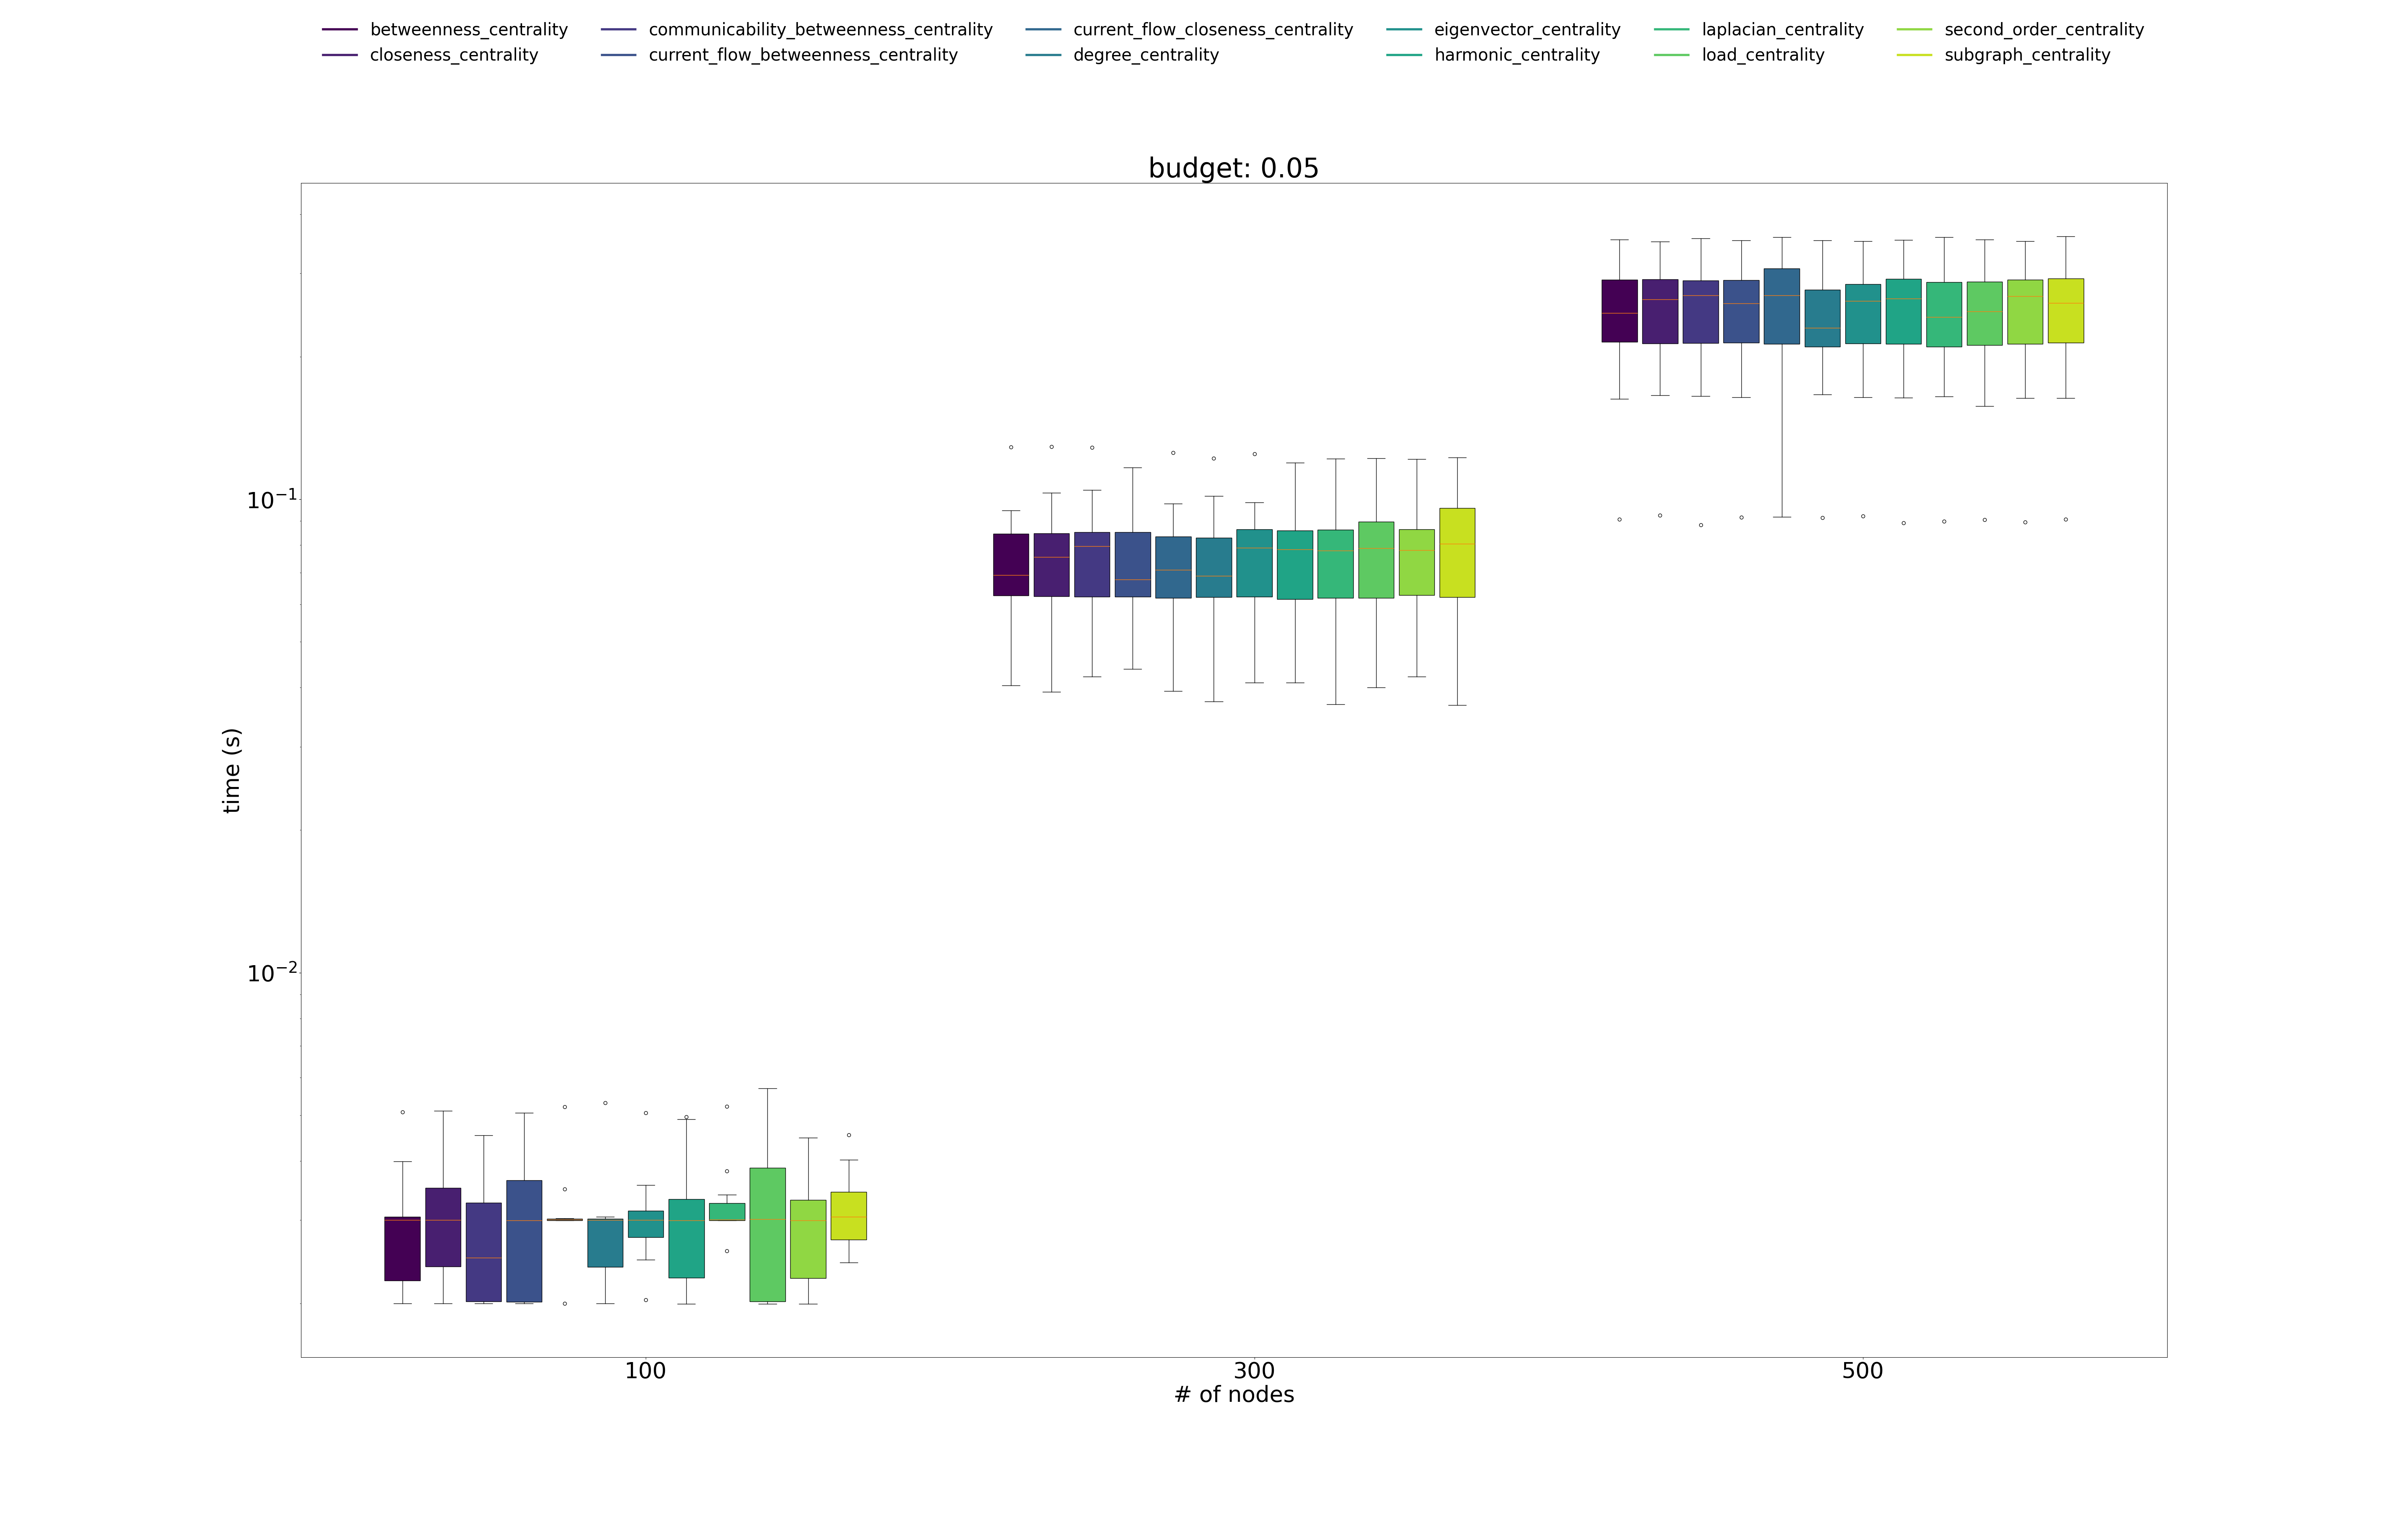 betweenness_centrality communicability_betweenness_centrality current_flow_closeness_centrality eigenvector_centrality laplacian_centrality second_order_centrality
closeness_centrality current_flow_betweenness_centrality degree_centrality harmonic_centrality load_centrality subgraph_centrality
budget: 0.05
10⁻¹
time (s)
10⁻²
100 300 500
# of nodes